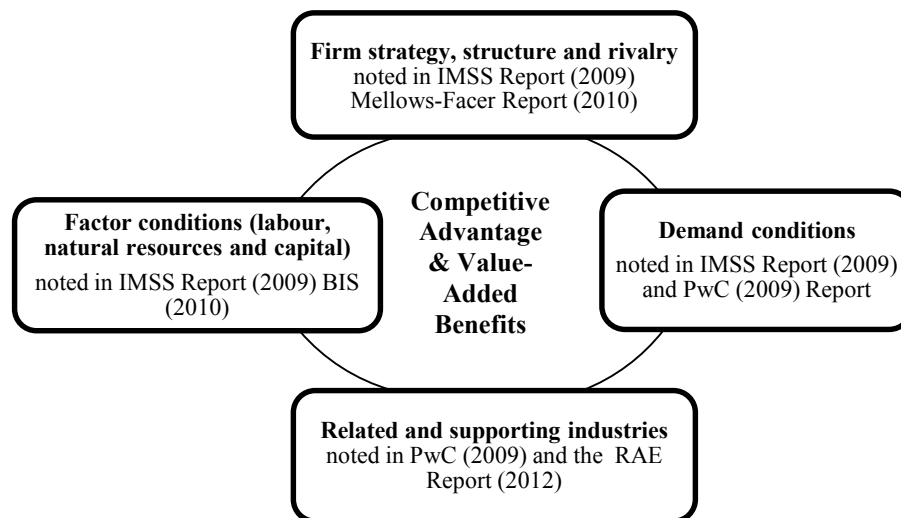 Firm strategy, structure and rivalry
noted in IMSS Report (2009)
Mellows-Facer Report (2010)
Factor conditions (labour,
natural resources and capital)
noted in IMSS Report (2009) BIS
(2010)
Competitive
Advantage
& Value-
Added
Benefits
Demand conditions
noted in IMSS Report (2009)
and PwC (2009) Report
Related and supporting industries
noted in PwC (2009) and the RAE
Report (2012)